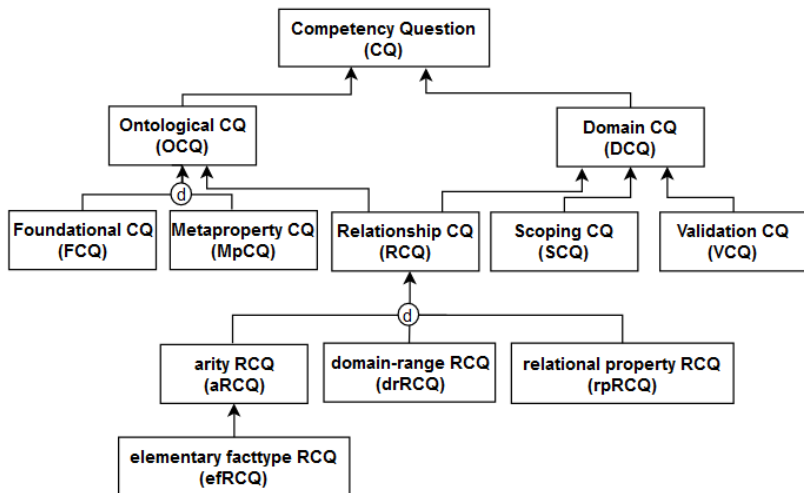 Competency Question
(CQ)
Ontological CQ
(OCQ)
Domain CQ
(DCQ)
d
Foundational CQ
(FCQ)
Metaproperty CQ
(MpCQ)
Relationship CQ
(RCQ)
Scoping CQ
(SCQ)
Validation CQ
(VCQ)
d
arity RCQ
(aRCQ)
domain-range RCQ
(drRCQ)
relational property RCQ
(rpRCQ)
elementary facttype RCQ
(efRCQ)